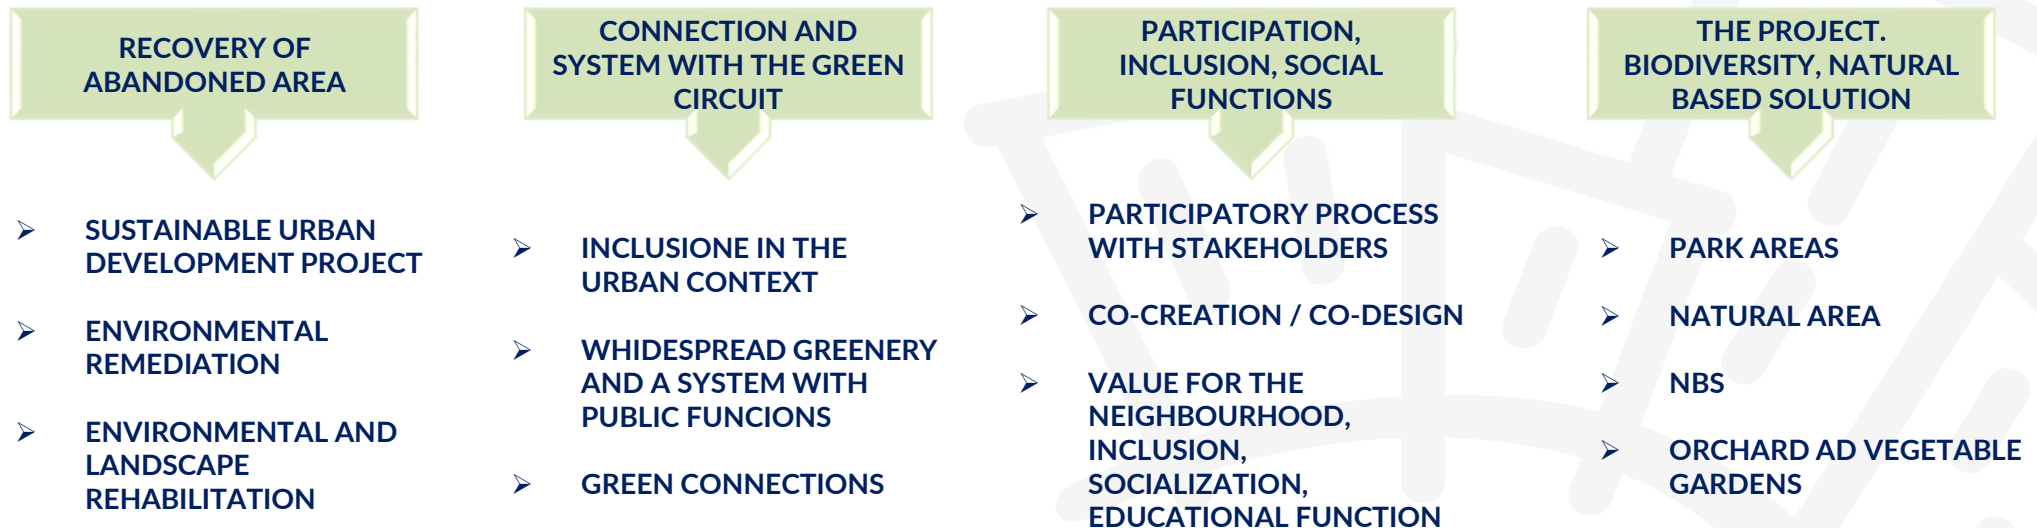 RECOVERY OF
ABANDONED AREA
➢ SUSTAINABLE URBAN
DEVELOPMENT PROJECT
➢ ENVIRONMENTAL
REMEDIATION
➢ ENVIRONMENTAL AND
LANDSCAPE
REHABILITATION
CONNECTION AND
SYSTEM WITH THE GREEN
CIRCUIT
➢ INCLUSIONE IN THE
URBAN CONTEXT
➢ WHIDESPREAD GREENERY
AND A SYSTEM WITH
PUBLIC FUNCIONS
➢ GREEN CONNECTIONS
PARTICIPATION,
INCLUSION, SOCIAL
FUNCTIONS
➢ PARTICIPATORY PROCESS
WITH STAKEHOLDERS
➢ CO-CREATION / CO-DESIGN
➢ VALUE FOR THE
NEIGHBOURHOOD,
INCLUSION,
SOCIALIZATION,
EDUCATIONAL FUNCTION
THE PROJECT.
BIODIVERSITY, NATURAL
BASED SOLUTION
➢ PARK AREAS
➢ NATURAL AREA
➢ NBS
➢ ORCHARD AD VEGETABLE
GARDENS